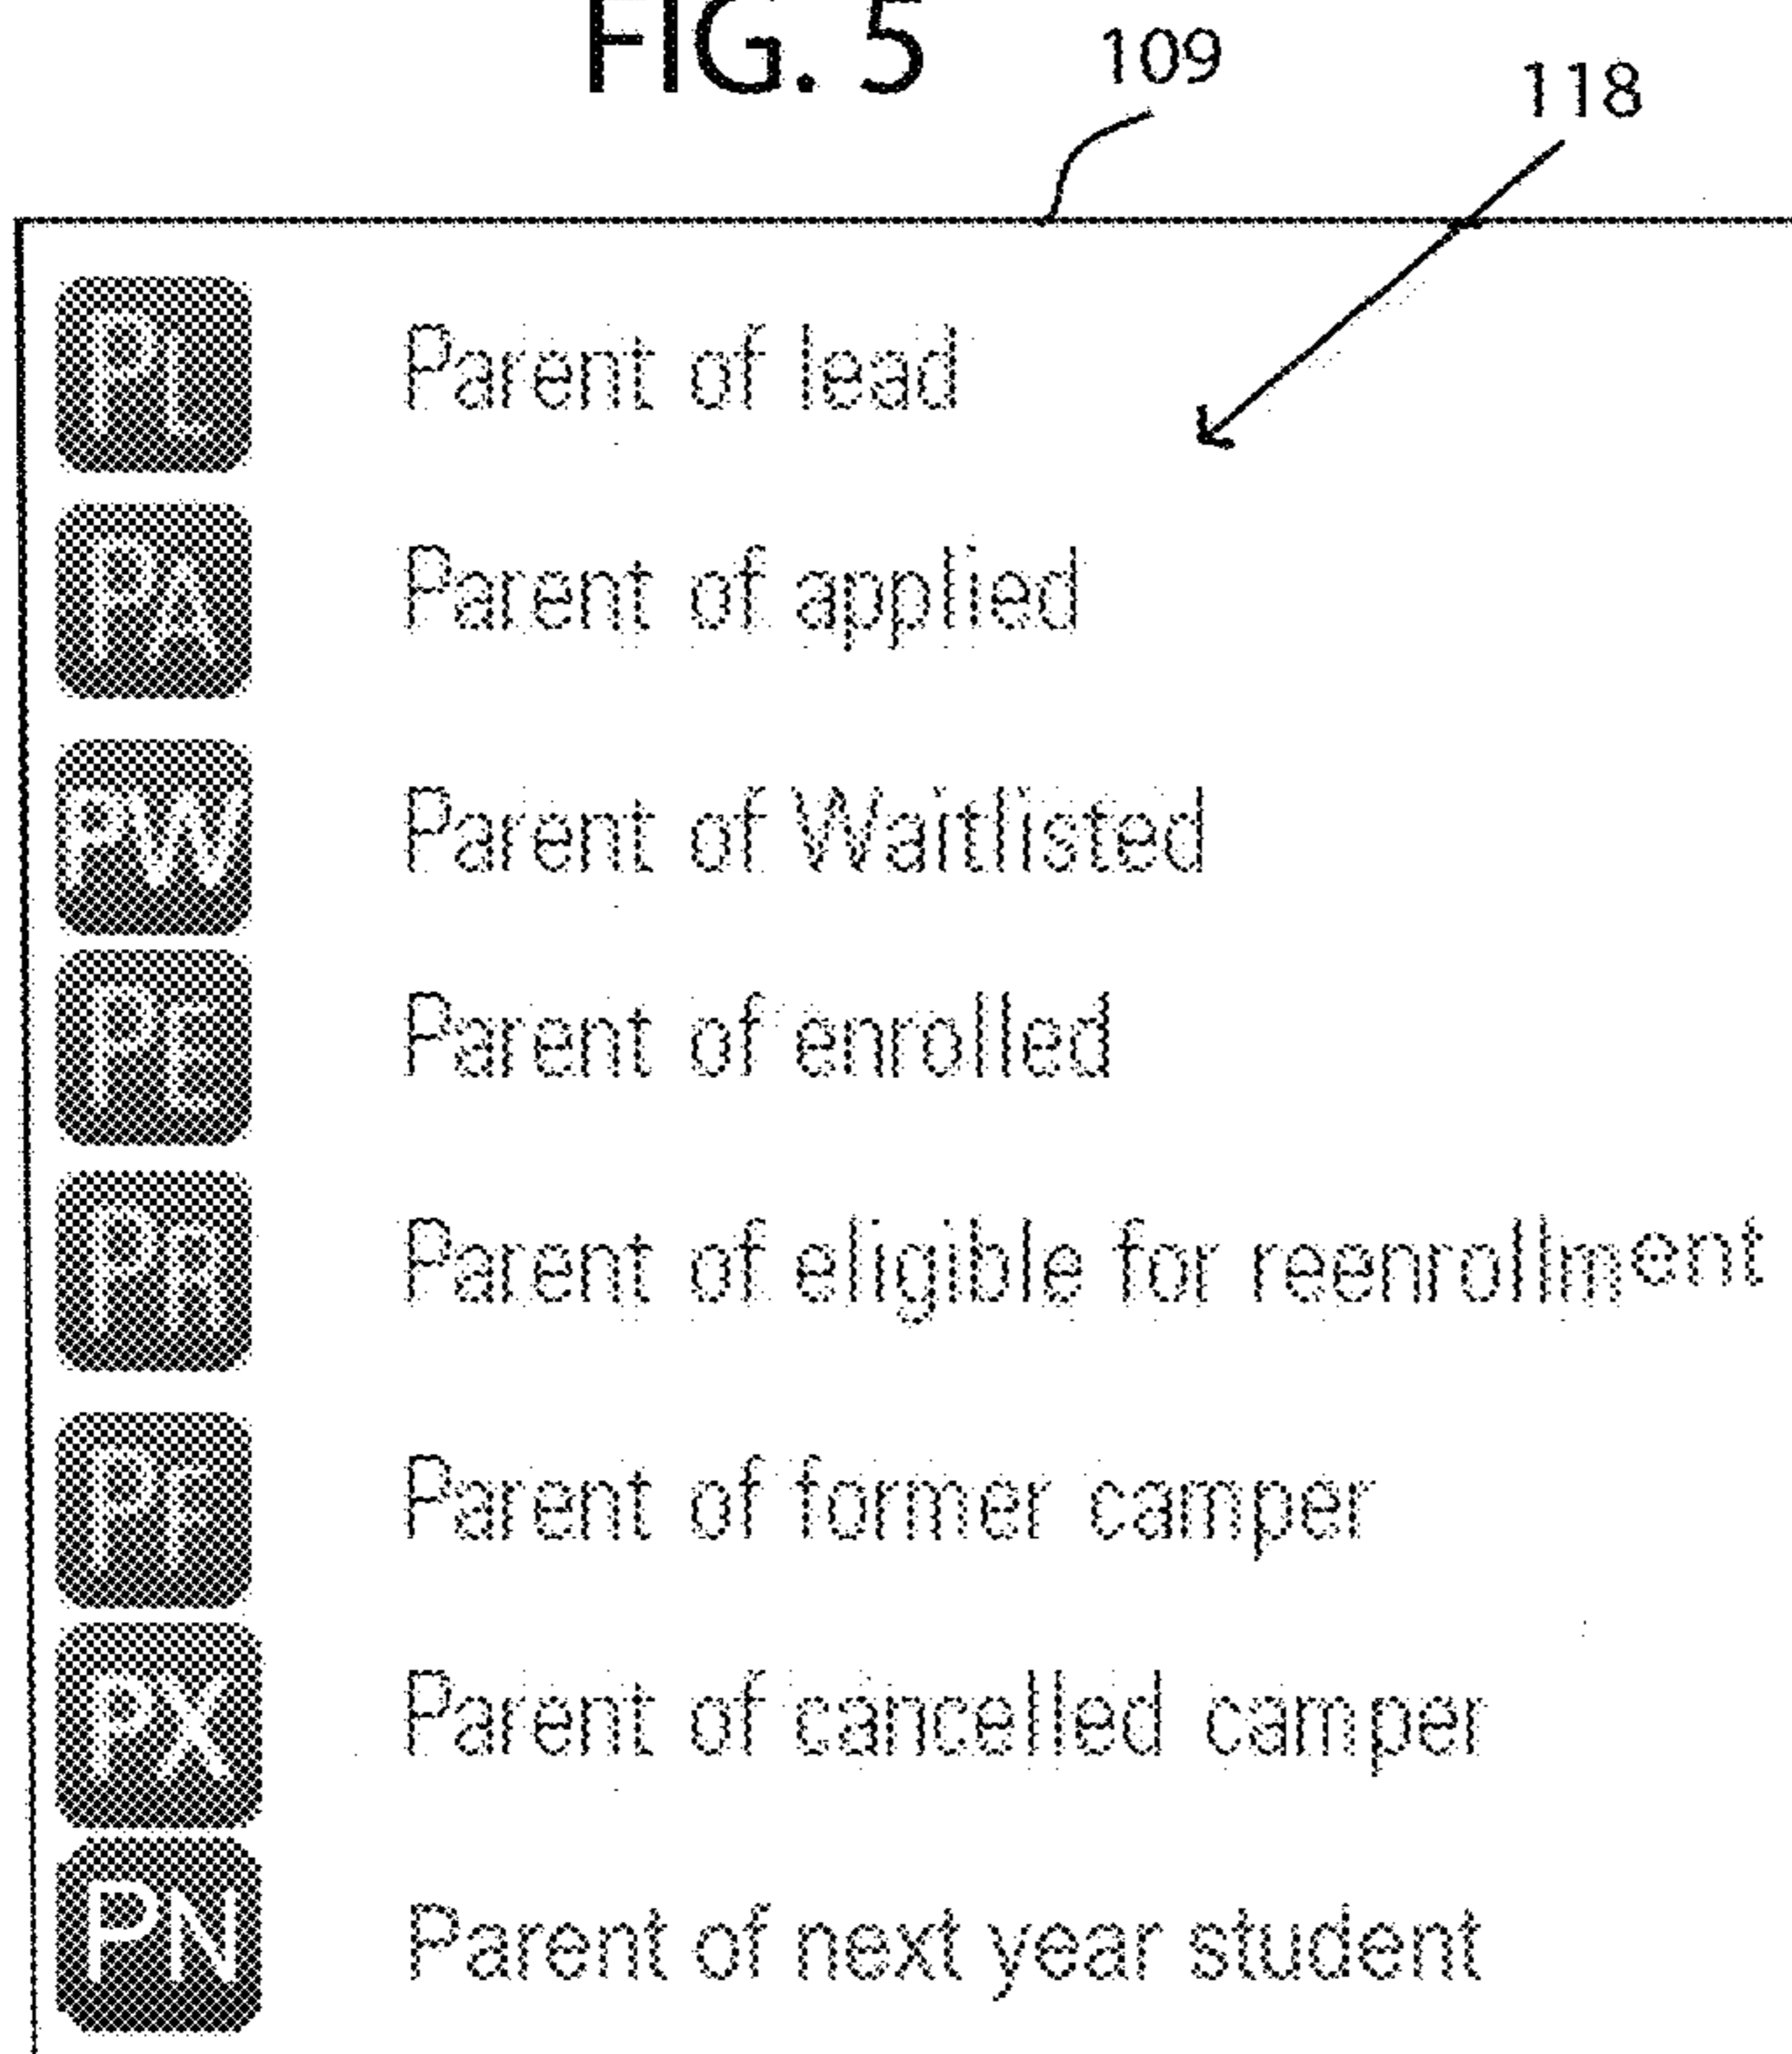 FIG. 5
109
118
PL Parent of lead
PA Parent of applied
PW Parent of Waitlisted
PE Parent of enrolled
PR Parent of eligible for reenrollment
PF Parent of former camper
PX Parent of cancelled camper
PN Parent of next year student